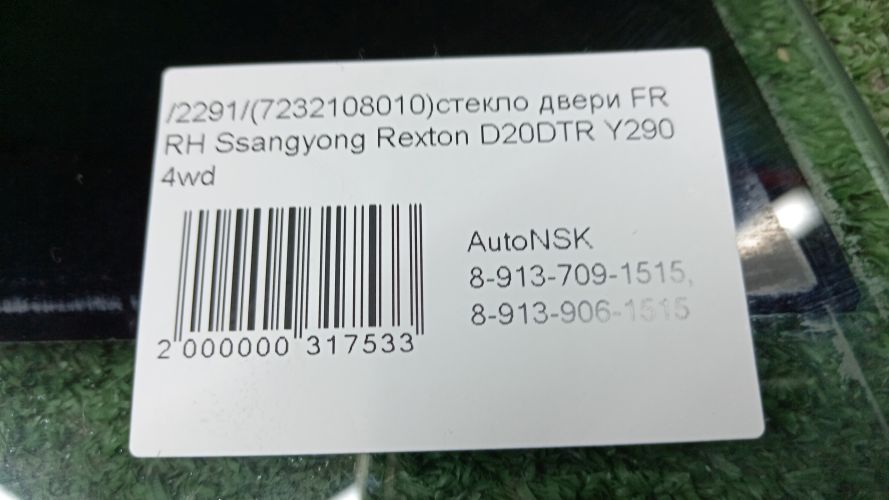 /2291/(7232108010)стекло двери FR
RH Ssangyong Rexton D20DTR Y290
4wd
AutoNSK
8-913-709-1515,
8-913-906-1515
2 000000 317533